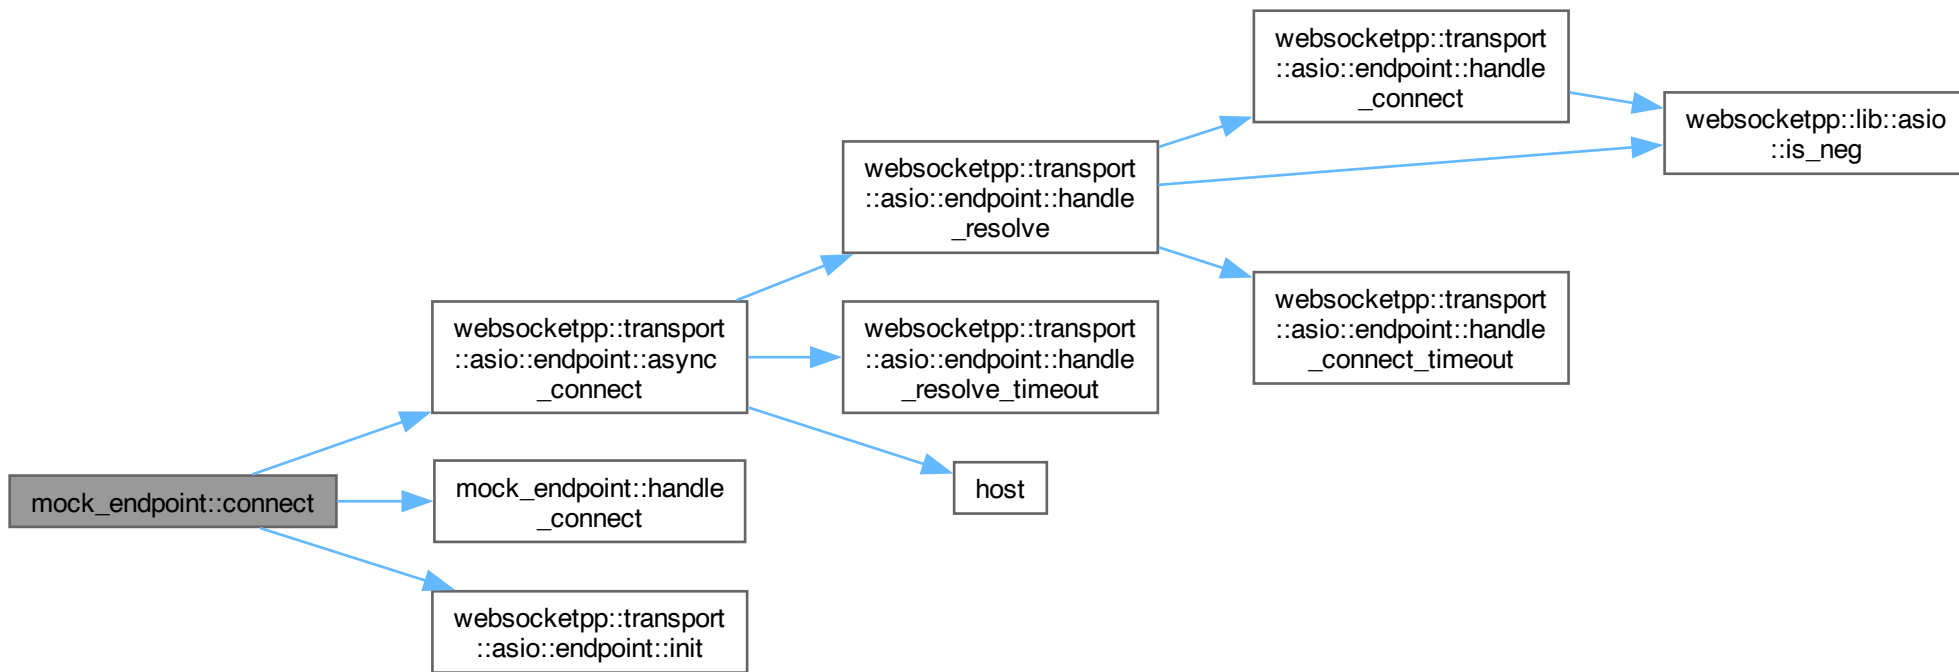 mock_endpoint::connect
websocketpp::transport
::asio::endpoint::async
_connect
mock_endpoint::handle
_connect
websocketpp::transport
::asio::endpoint::init
websocketpp::transport
::asio::endpoint::handle
_resolve
websocketpp::transport
::asio::endpoint::handle
_resolve_timeout
host
websocketpp::transport
::asio::endpoint::handle
_connect
websocketpp::transport
::asio::endpoint::handle
_connect_timeout
websocketpp::lib::asio
::is_neg